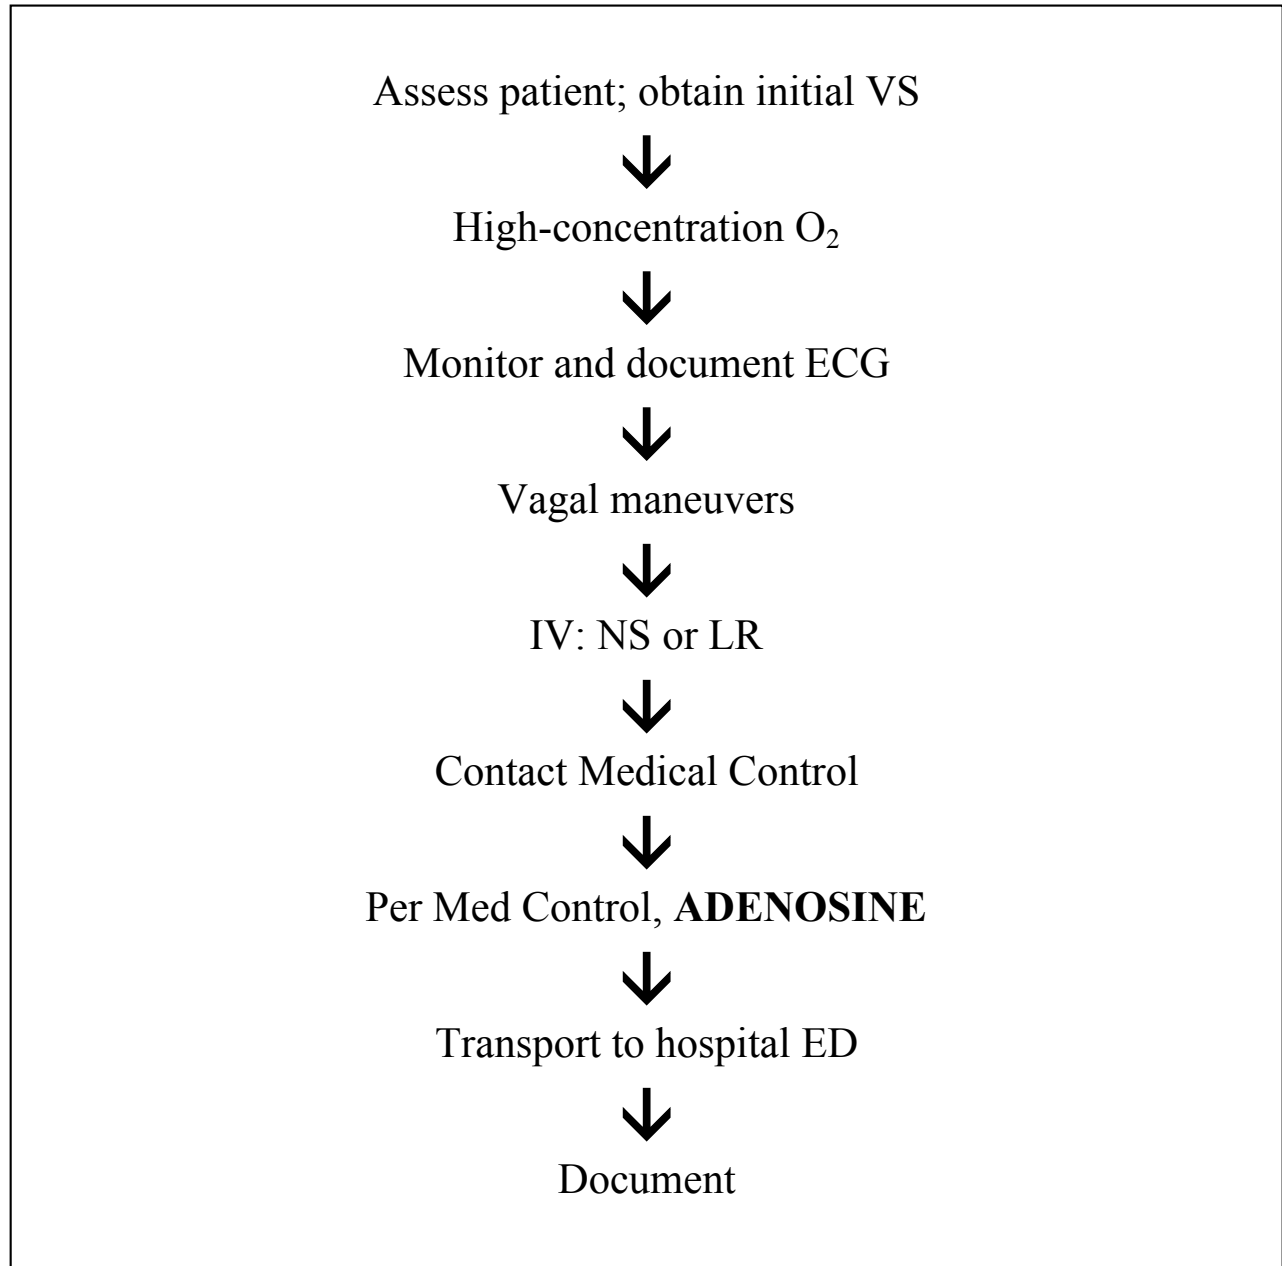 Assess patient; obtain initial VS
High-concentration O₂
Monitor and document ECG
Vagal maneuvers
IV: NS or LR
Contact Medical Control
Per Med Control, ADENOSINE
Transport to hospital ED
Document